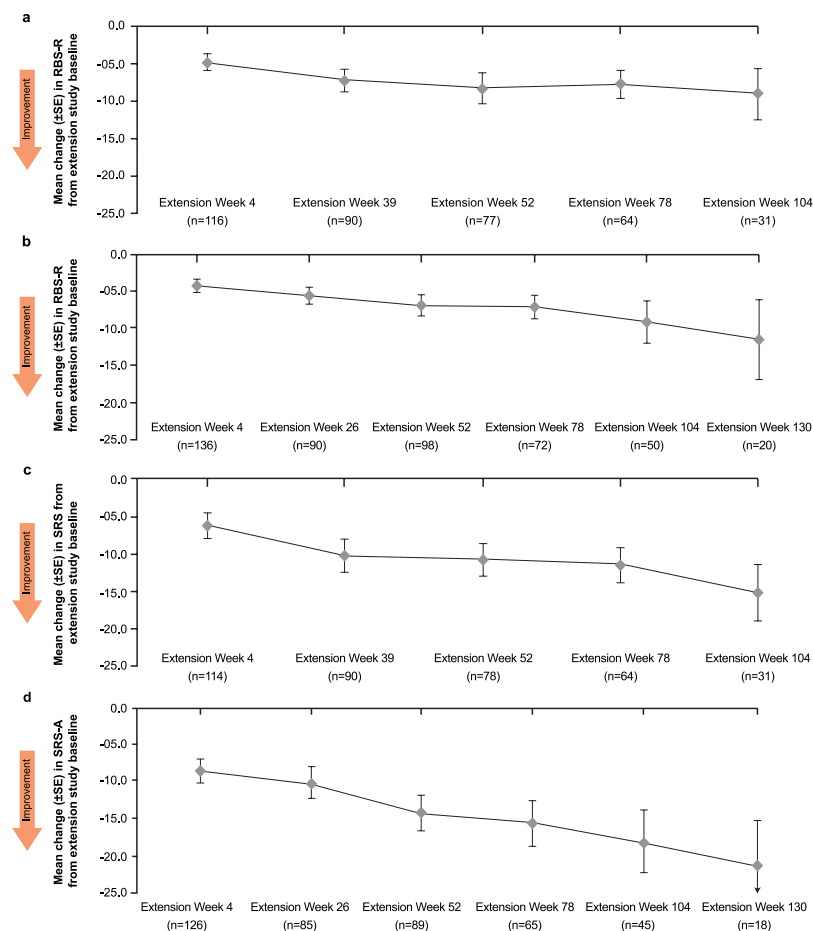 a
Improvement
Mean change (±SE) in RBS-R
from extension study baseline
0.0
-05.0
-10.0
-15.0
-20.0
-25.0
Extension Week 4 Extension Week 39 Extension Week 52 Extension Week 78 Extension Week 104
(n=116) (n=90) (n=77) (n=64) (n=31)
b
Improvement
Mean change (±SE) in RBS-R
from extension study baseline
0.0
-05.0
-10.0
-15.0
-20.0
-25.0
Extension Week 4 Extension Week 26 Extension Week 52 Extension Week 78 Extension Week 104 Extension Week 130
(n=136) (n=90) (n=98) (n=72) (n=50) (n=20)
c
Improvement
Mean change (±SE) in SRS from
extension study baseline
0.0
-05.0
-10.0
-15.0
-20.0
-25.0
Extension Week 4 Extension Week 39 Extension Week 52 Extension Week 78 Extension Week 104
(n=114) (n=90) (n=78) (n=64) (n=31)
d
Improvement
Mean change (±SE) in SRS-A
from extension study baseline
0.0
-05.0
-10.0
-15.0
-20.0
-25.0
Extension Week 4 Extension Week 26 Extension Week 52 Extension Week 78 Extension Week 104 Extension Week 130
(n=126) (n=85) (n=89) (n=65) (n=45) (n=18)